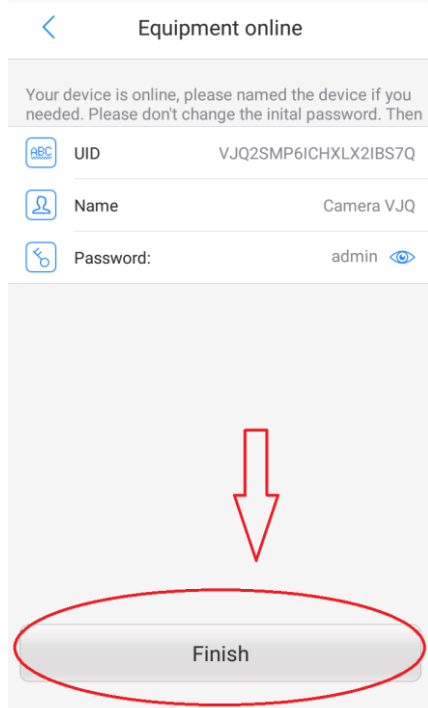 Equipment online
Your device is online, please named the device if you
needed. Please don't change the inital password. Then
ABC UID VJQ2SMP6ICHXLX2IBS7Q
Name Camera VJQ
Password: admin
Finish